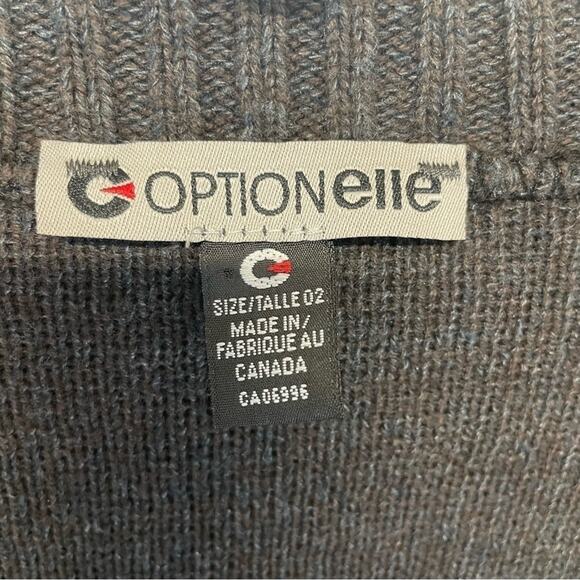 OPTIONelle
SIZE/TALLE 02
MADE IN/
FABRIQUE AU
CANADA
CA06996